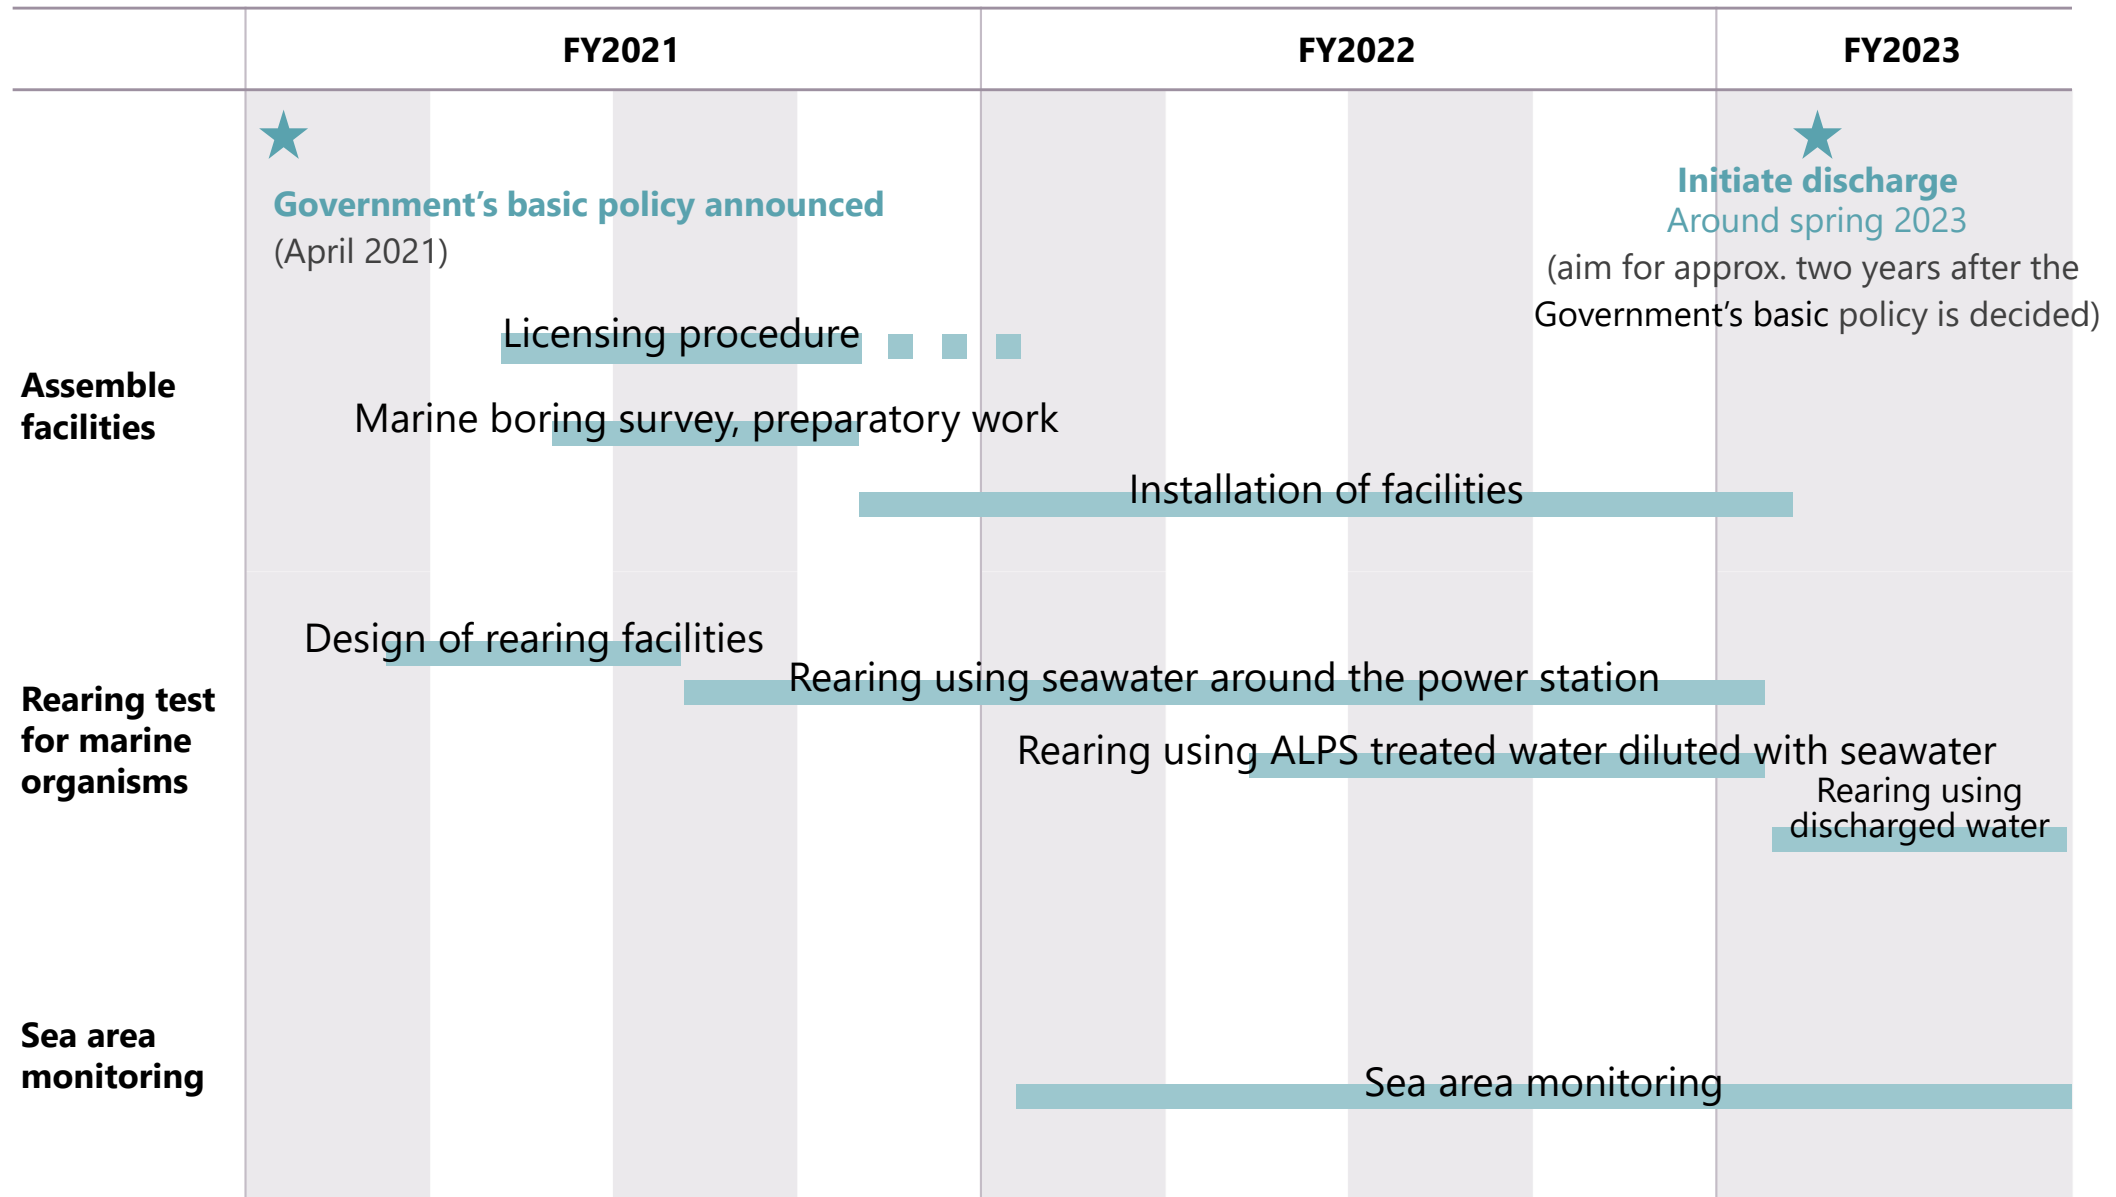 FY2021
FY2022
FY2023
Government’s basic policy announced
(April 2021)
Initiate discharge
Around spring 2023
(aim for approx. two years after the
Government’s basic policy is decided)
Assemble
facilities
Licensing procedure
Marine boring survey, preparatory work
Installation of facilities
Rearing test
for marine
organisms
Design of rearing facilities
Rearing using seawater around the power station
Rearing using ALPS treated water diluted with seawater
Rearing using
discharged water
Sea area
monitoring
Sea area monitoring